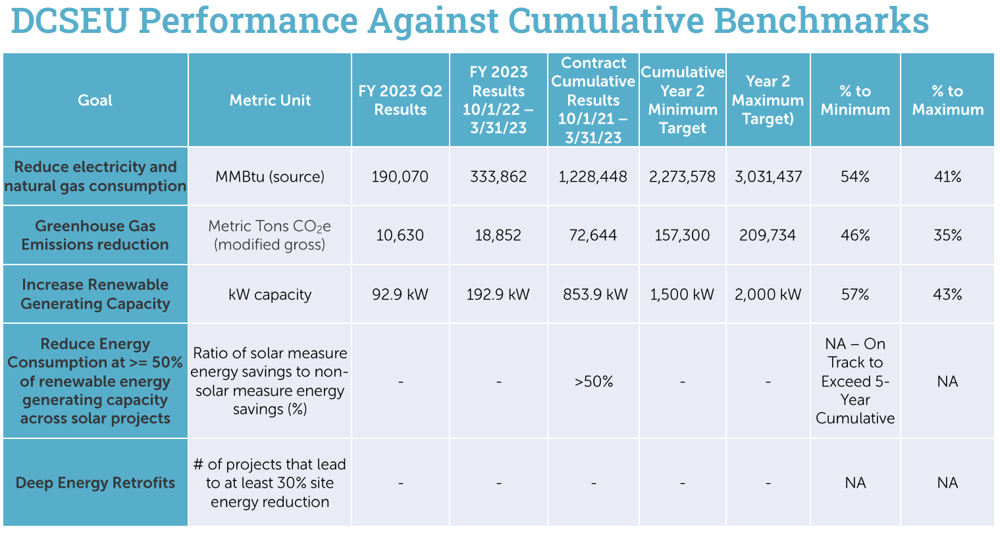 DCSEU Performance Against Cumulative Benchmarks
Goal
Metric Unit
FY 2023 Q2
Results
FY 2023
Results
10/1/22 –
3/31/23
Contract
Cumulative
Results
10/1/21 –
3/31/23
Cumulative
Year 2
Minimum
Target
Year 2
Maximum
Target)
% to
Minimum
% to
Maximum
Reduce electricity and
natural gas consumption
MMBtu (source)
190,070
333,862
1,228,448
2,273,578
3,031,437
54%
41%
Greenhouse Gas
Emissions reduction
Metric Tons CO₂e
(modified gross)
10,630
18,852
72,644
157,300
209,734
46%
35%
Increase Renewable
Generating Capacity
kW capacity
92.9 kW
192.9 kW
853.9 kW
1,500 kW
2,000 kW
57%
43%
Reduce Energy
Consumption at >= 50%
of renewable energy
generating capacity
across solar projects
Ratio of solar measure
energy savings to non-
solar measure energy
savings (%)
-
-
>50%
-
-
NA – On
Track to
Exceed 5-
Year
Cumulative
NA
Deep Energy Retrofits
# of projects that lead
to at least 30% site
energy reduction
-
-
-
-
-
NA
NA